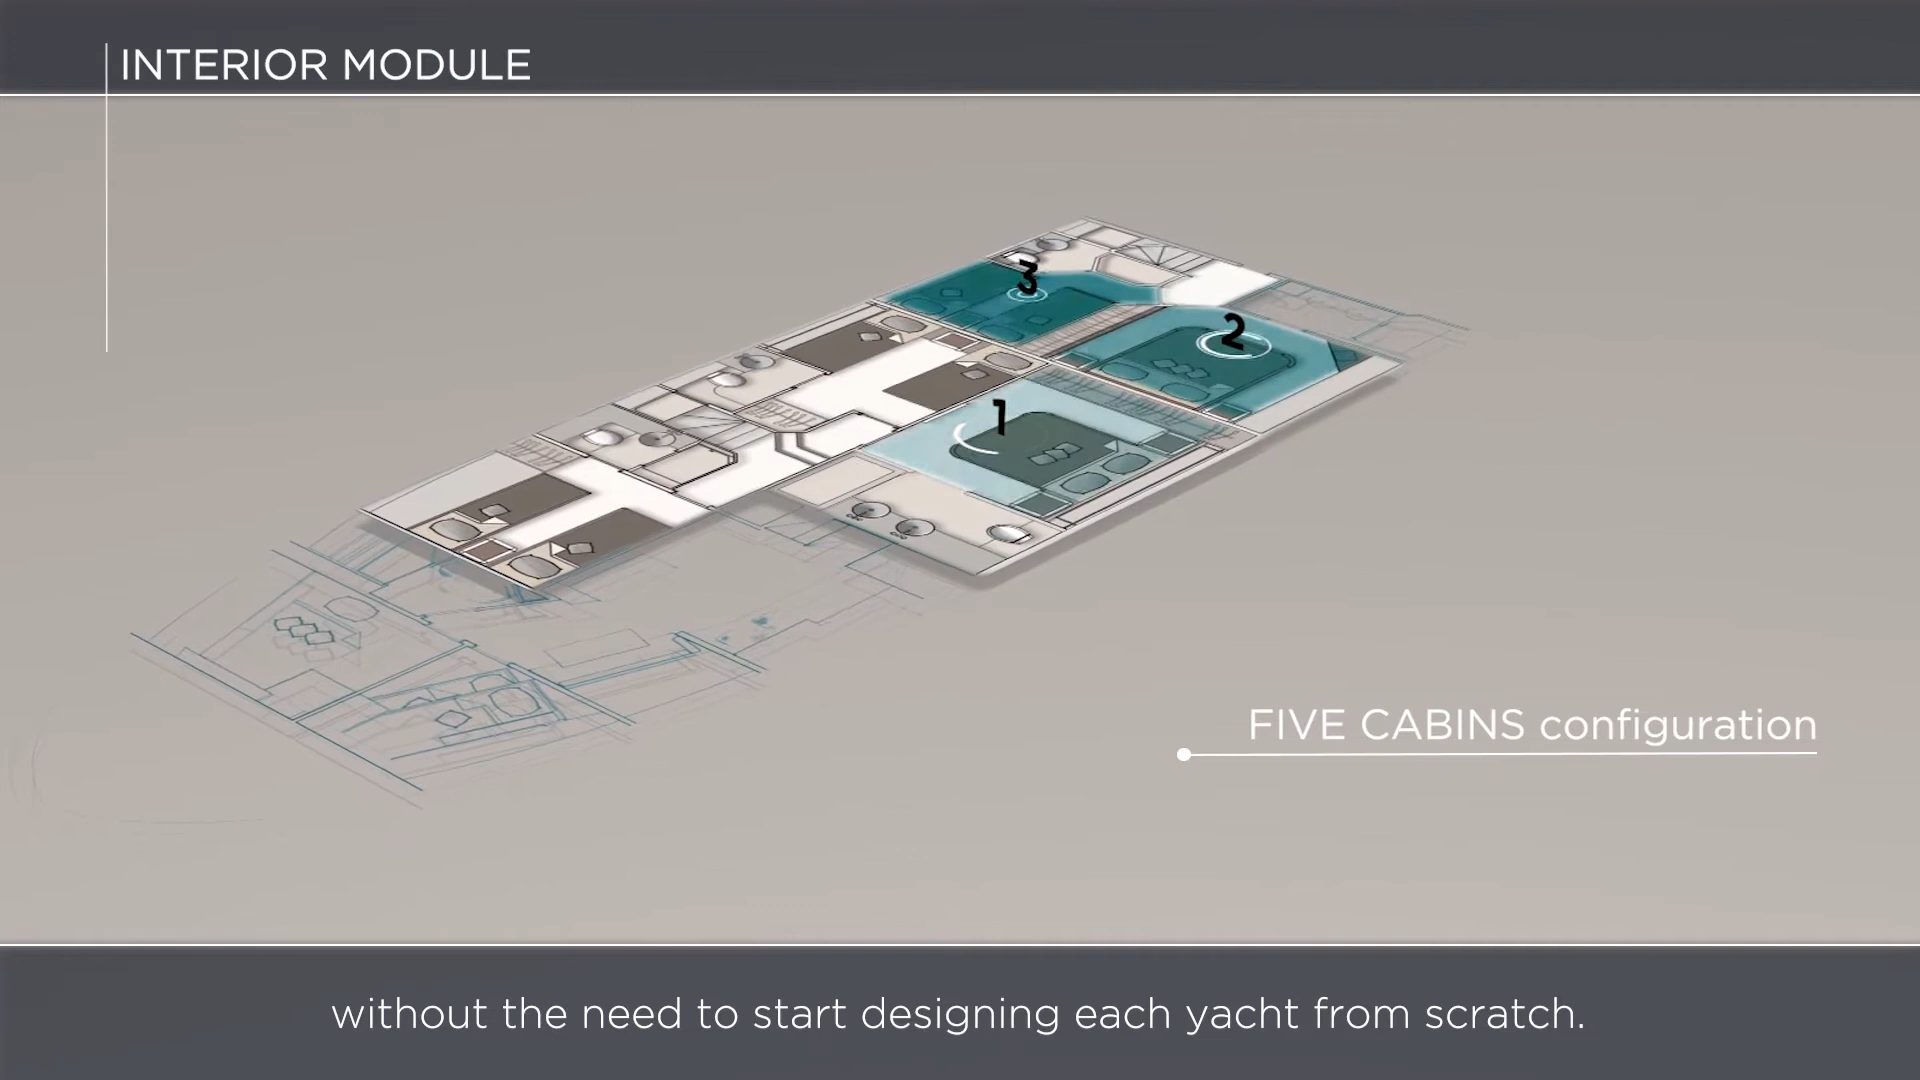 INTERIOR MODULE
3
2
1
FIVE CABINS configuration
without the need to start designing each yacht from scratch.